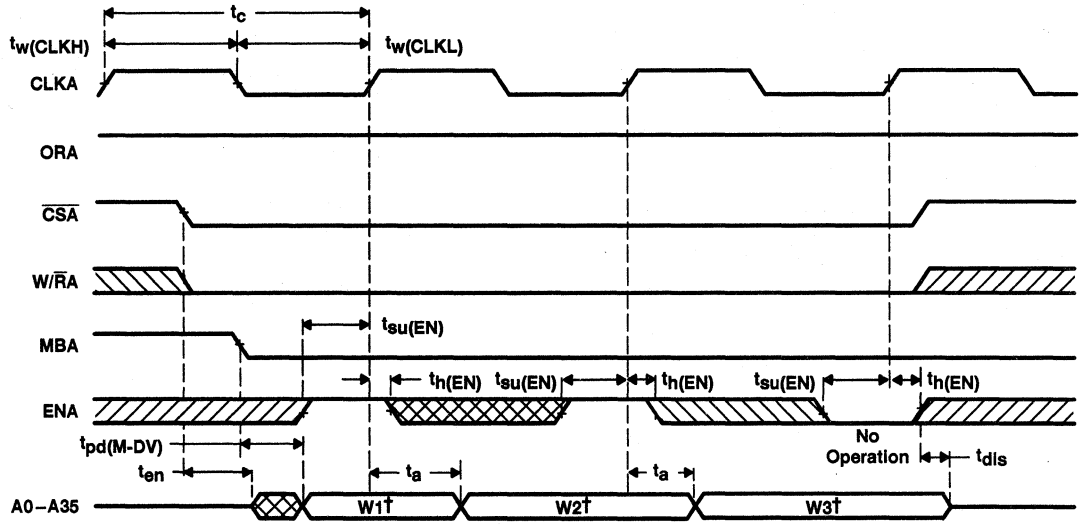 tc
tw(CLKH)
tw(CLKL)
CLKA
ORA
CSA
W/RA
tsu(EN)
MBA
th(EN)
tsu(EN)
th(EN)
tsu(EN)
th(EN)
ENA
No
Operation
tpd(M-DV)
ten
ta
ta
tdis
A0–A35
W1†
W2†
W3†